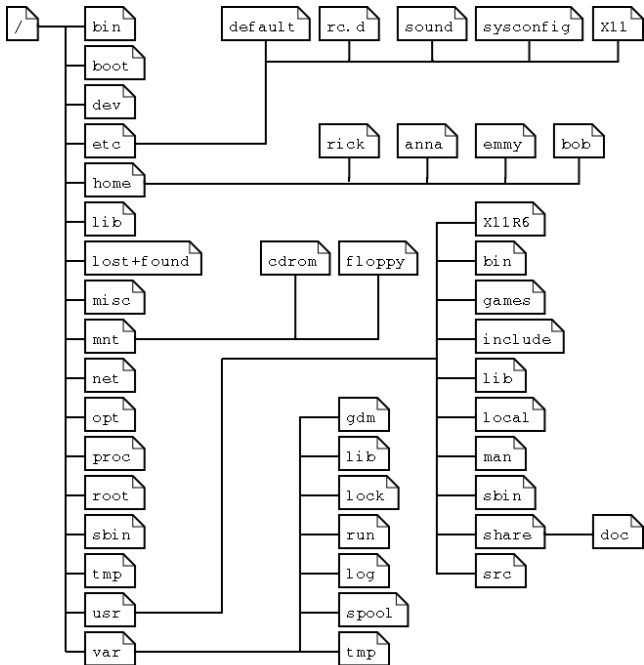 /
bin
default
rc.d
sound
sysconfig
X11
boot
dev
etc
rick
anna
emmy
bob
home
lib
X11R6
lost+found
cdrom
floppy
bin
misc
games
mnt
include
net
lib
opt
gdm
local
proc
lib
man
root
lock
sbin
sbin
run
share
doc
tmp
log
src
usr
spool
var
tmp